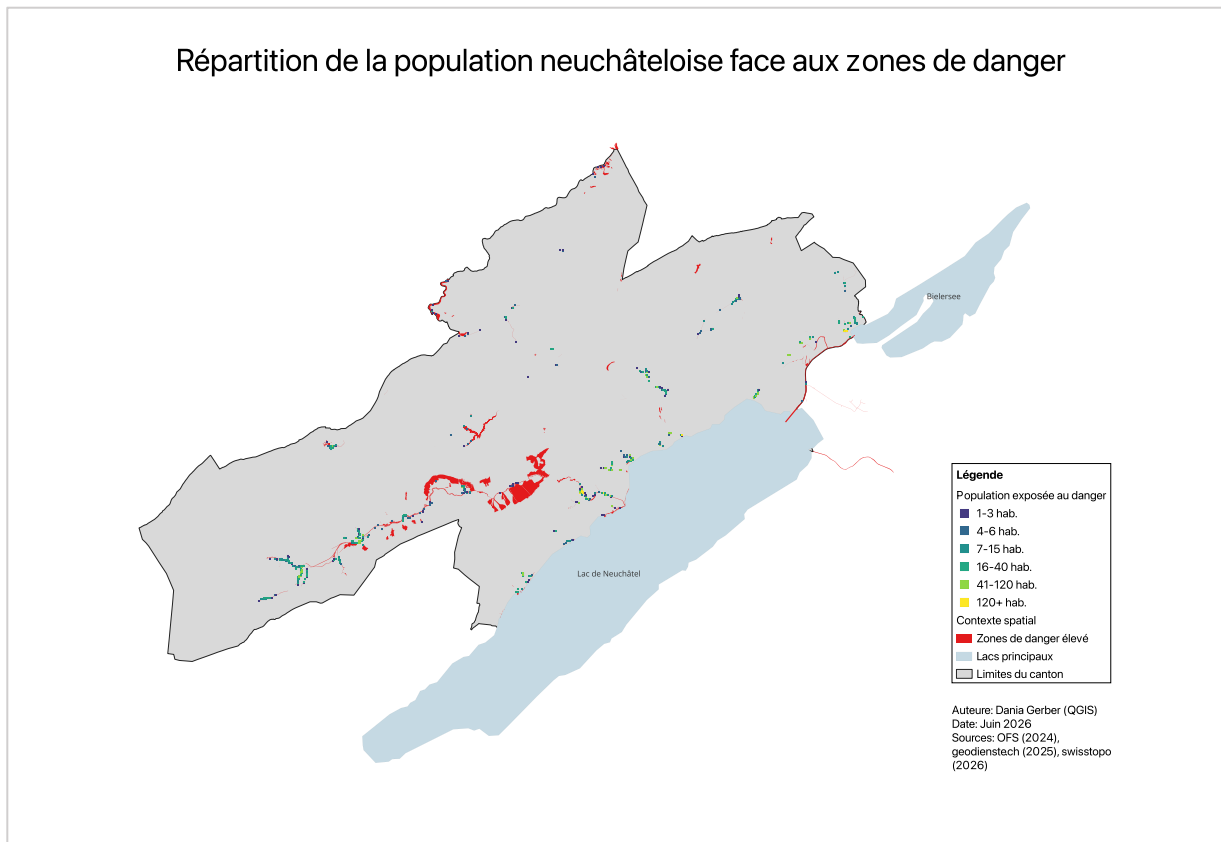 Répartition de la population neuchâteloise face aux zones de danger
Bielersee
Lac de Neuchâtel
Légende
Population exposée au danger
1-3 hab.
4-6 hab.
7-15 hab.
16-40 hab.
41-120 hab.
120+ hab.
Contexte spatial
Zones de danger élevé
Lacs principaux
Limites du canton
Auteure: Dania Gerber (QGIS)
Date: Juin 2026
Sources: OFS (2024),
geodienste.ch (2025), swisstopo
(2026)